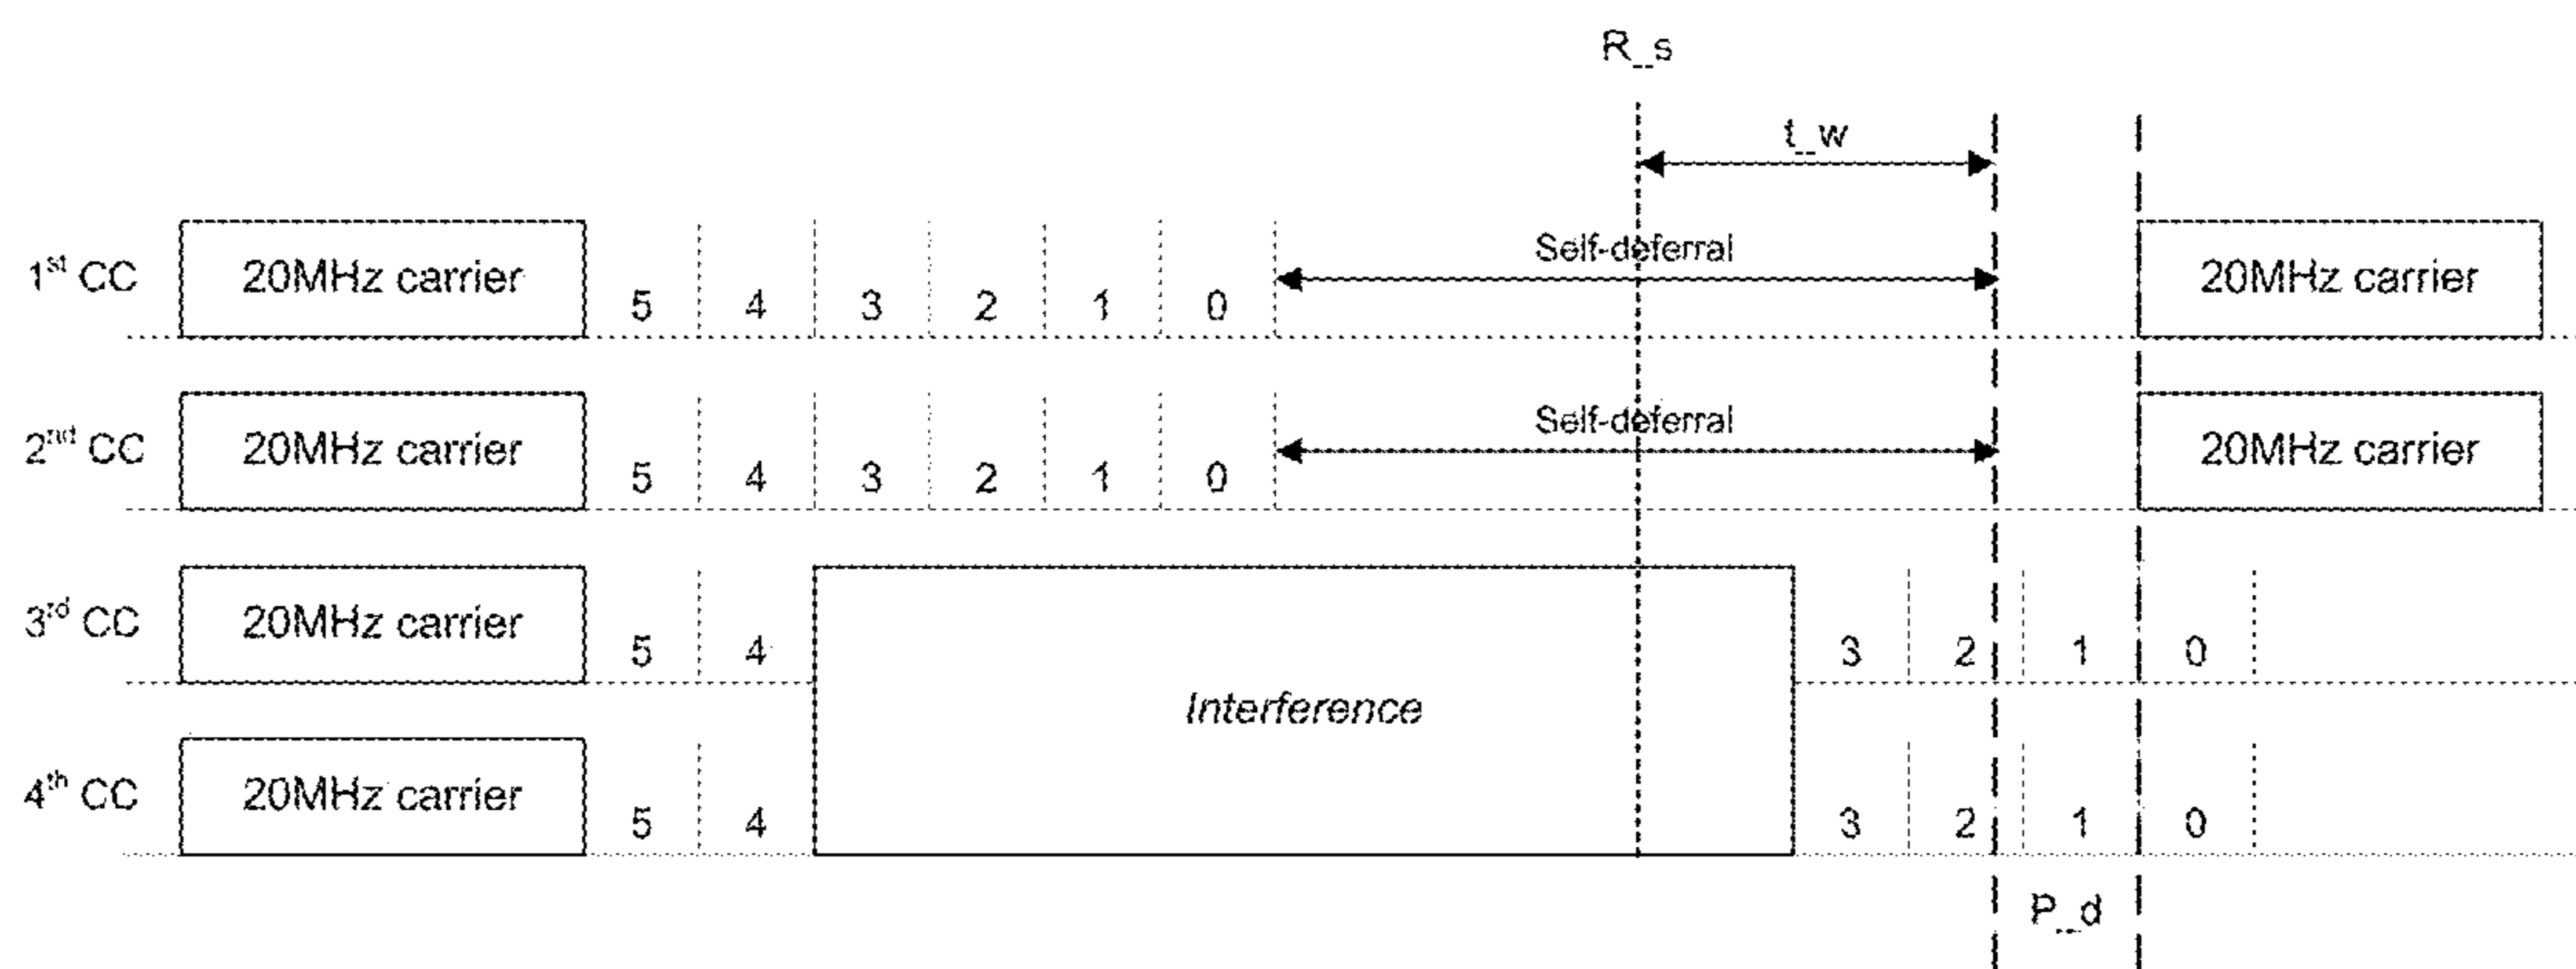 R_s
t_w
1st CC 20MHz carrier 5 4 3 2 1 0 Self-deferral 20MHz carrier
2nd CC 20MHz carrier 5 4 3 2 1 0 Self-deferral 20MHz carrier
3rd CC 20MHz carrier 5 4 3 2 1 0
Interference
4th CC 20MHz carrier 5 4 3 2 1 0
P_d